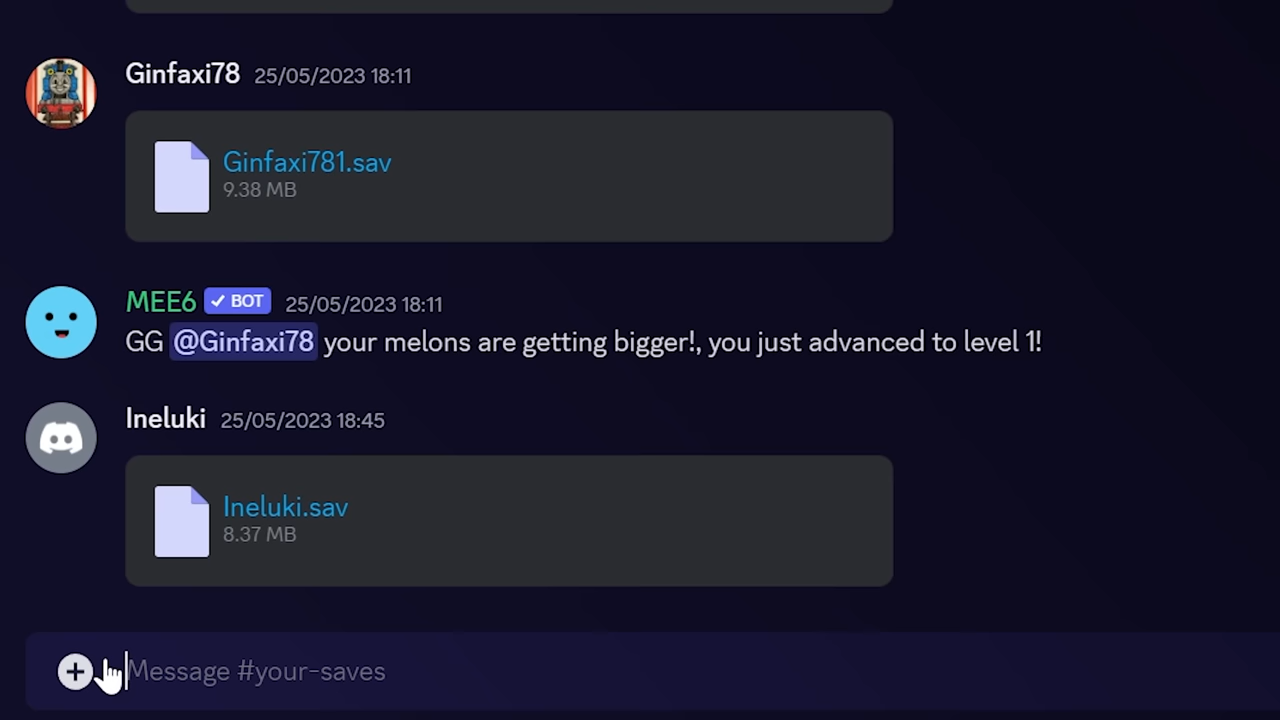 Ginfaxi78 25/05/2023 18:11
Ginfaxi781.sav
9.38 MB
MEE6 ✓ BOT 25/05/2023 18:11
GG @Ginfaxi78 your melons are getting bigger!, you just advanced to level 1!
Ineluki 25/05/2023 18:45
Ineluki.sav
8.37 MB
Message #your-saves